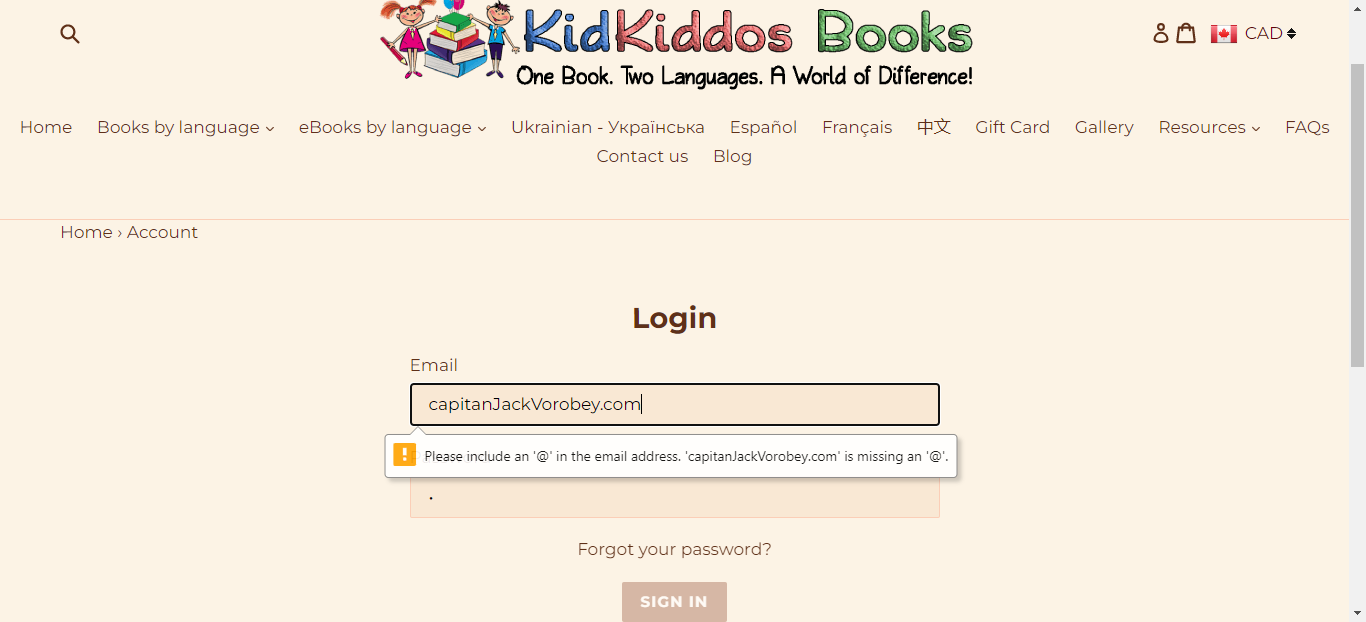 KidKiddos Books
One Book. Two Languages. A World of Difference!
CAD
Home Books by language eBooks by language Ukrainian - Українська Español Français 中文 Gift Card Gallery Resources FAQs
Contact us Blog
Home › Account
Login
Email
capitanJackVorobey.com
Please include an '@' in the email address. 'capitanJackVorobey.com' is missing an '@'.
Forgot your password?
SIGN IN